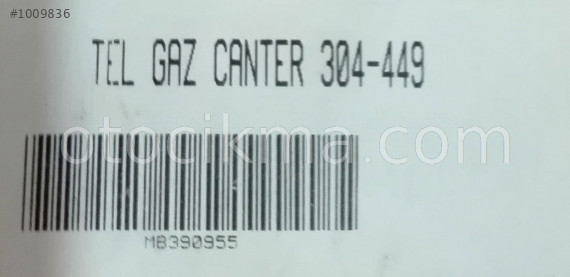 #1009836
TEL GAZ CANTER 304-449
otocikma.com
MB390955